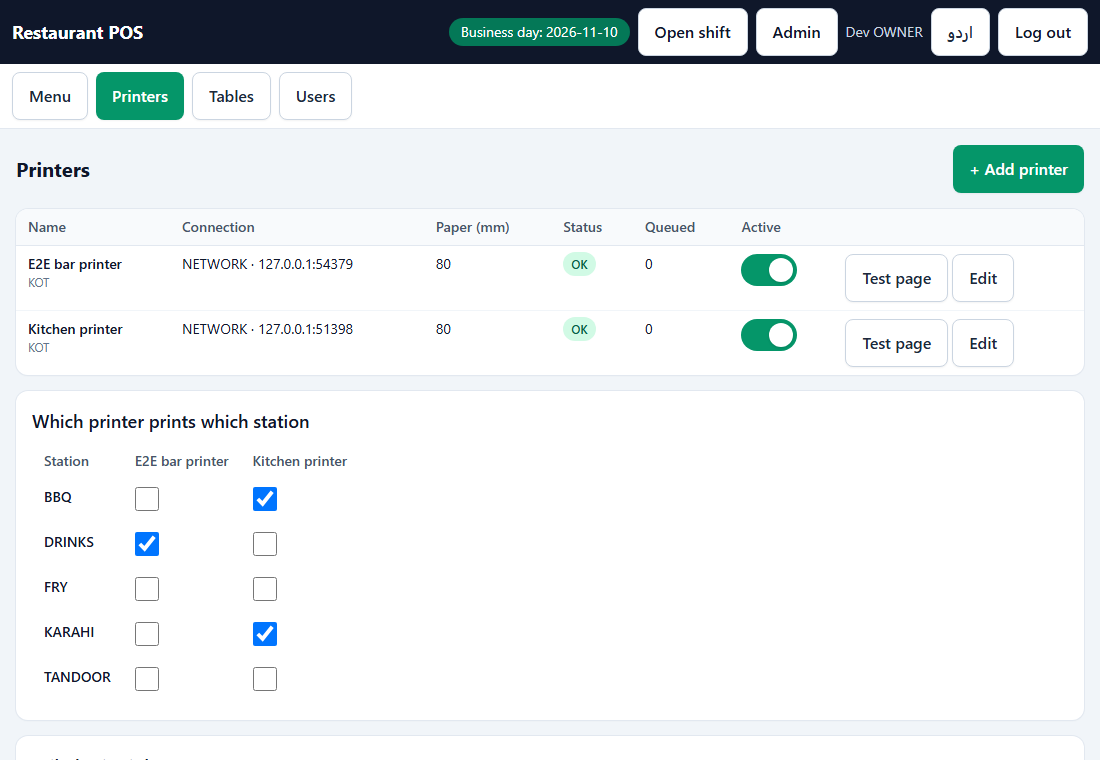 Restaurant POS
Business day: 2026-11-10
Open shift
Admin
Dev OWNER
اردو
Log out
Menu
Printers
Tables
Users
Printers
+ Add printer
Name Connection Paper (mm) Status Queued Active
E2E bar printer NETWORK · 127.0.0.1:54379 80 OK 0 Test page Edit
KOT
Kitchen printer NETWORK · 127.0.0.1:51398 80 OK 0 Test page Edit
KOT
Which printer prints which station
Station E2E bar printer Kitchen printer
BBQ
DRINKS
FRY
KARAHI
TANDOOR